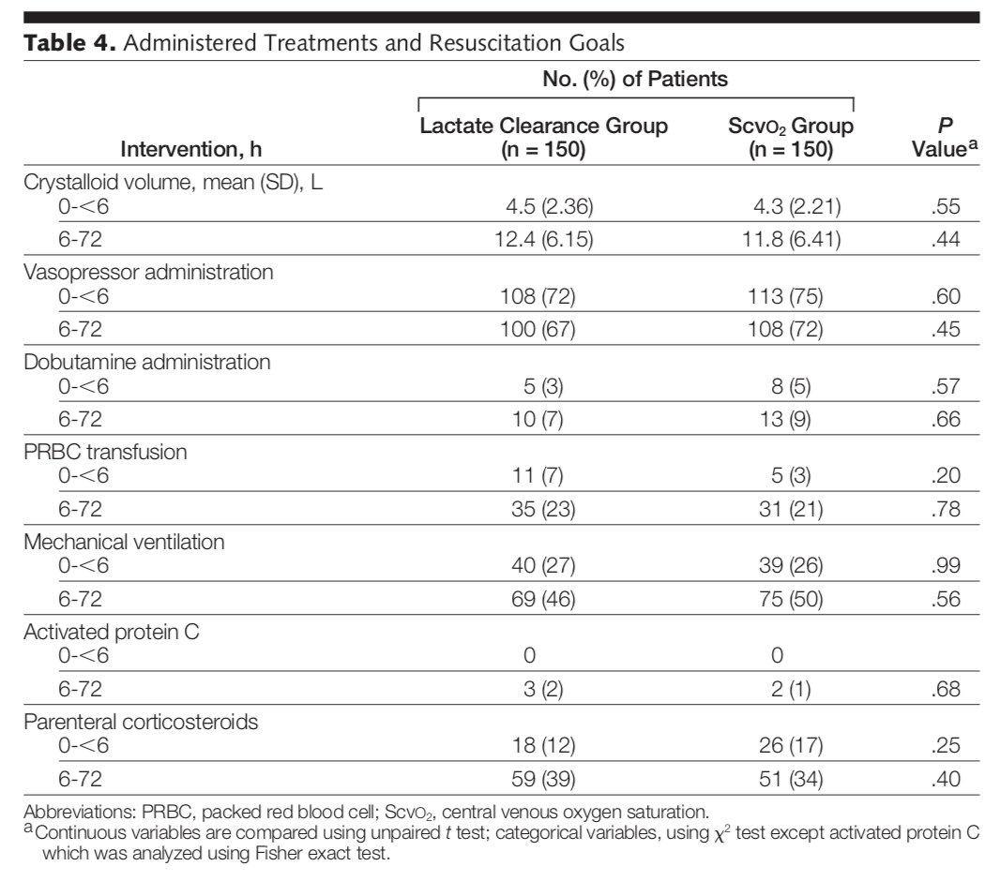 Table 4. Administered Treatments and Resuscitation Goals
No. (%) of Patients
Lactate Clearance Group (n = 150) ScvO₂ Group (n = 150) P Valueᵃ
Intervention, h
Crystalloid volume, mean (SD), L
0-<6 4.5 (2.36) 4.3 (2.21) .55
6-72 12.4 (6.15) 11.8 (6.41) .44
Vasopressor administration
0-<6 108 (72) 113 (75) .60
6-72 100 (67) 108 (72) .45
Dobutamine administration
0-<6 5 (3) 8 (5) .57
6-72 10 (7) 13 (9) .66
PRBC transfusion
0-<6 11 (7) 5 (3) .20
6-72 35 (23) 31 (21) .78
Mechanical ventilation
0-<6 40 (27) 39 (26) .99
6-72 69 (46) 75 (50) .56
Activated protein C
0-<6 0 0
6-72 3 (2) 2 (1) .68
Parenteral corticosteroids
0-<6 18 (12) 26 (17) .25
6-72 59 (39) 51 (34) .40
Abbreviations: PRBC, packed red blood cell; ScvO₂, central venous oxygen saturation.
ᵃContinuous variables are compared using unpaired t test; categorical variables, using χ² test except activated protein C
which was analyzed using Fisher exact test.